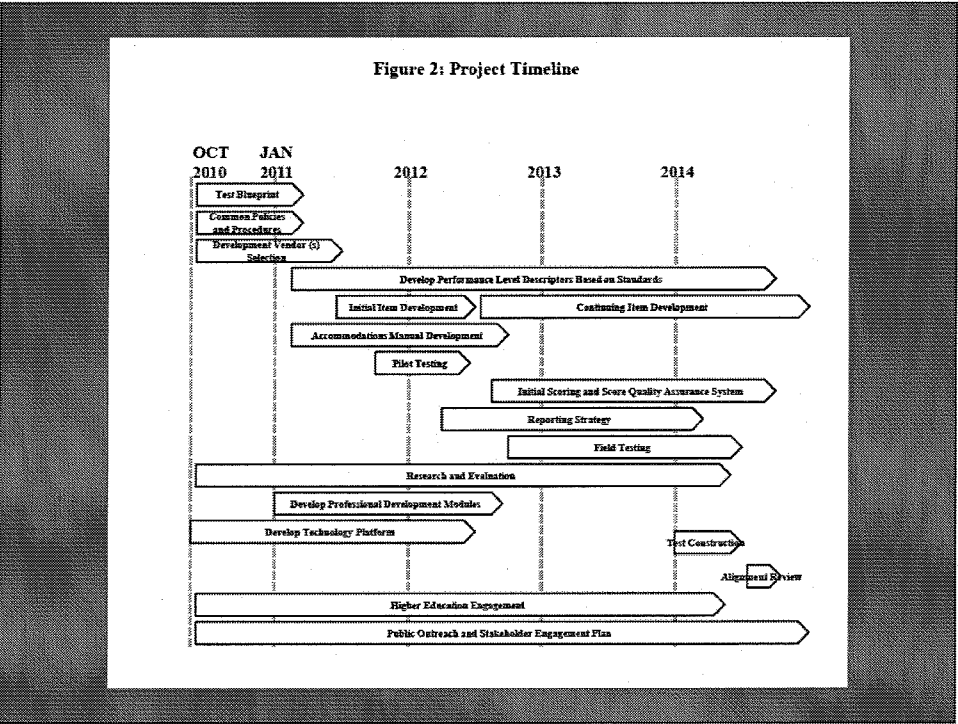 Figure 2: Project Timeline
OCT JAN
2010 2011 2012 2013 2014
Test Blueprint
Common Policies
and Procedures
Development Vendor (s)
Selection
Develop Performance Level Descriptors Based on Standards
Initial Item Development Continuing Item Development
Accommodations Manual Development
Pilot Testing
Initial Scoring and Score Quality Assurance System
Reporting Strategy
Field Testing
Research and Evaluation
Develop Professional Development Modules
Develop Technology Platform
Test Construction
Alignment Review
Higher Education Engagement
Public Outreach and Stakeholder Engagement Plan